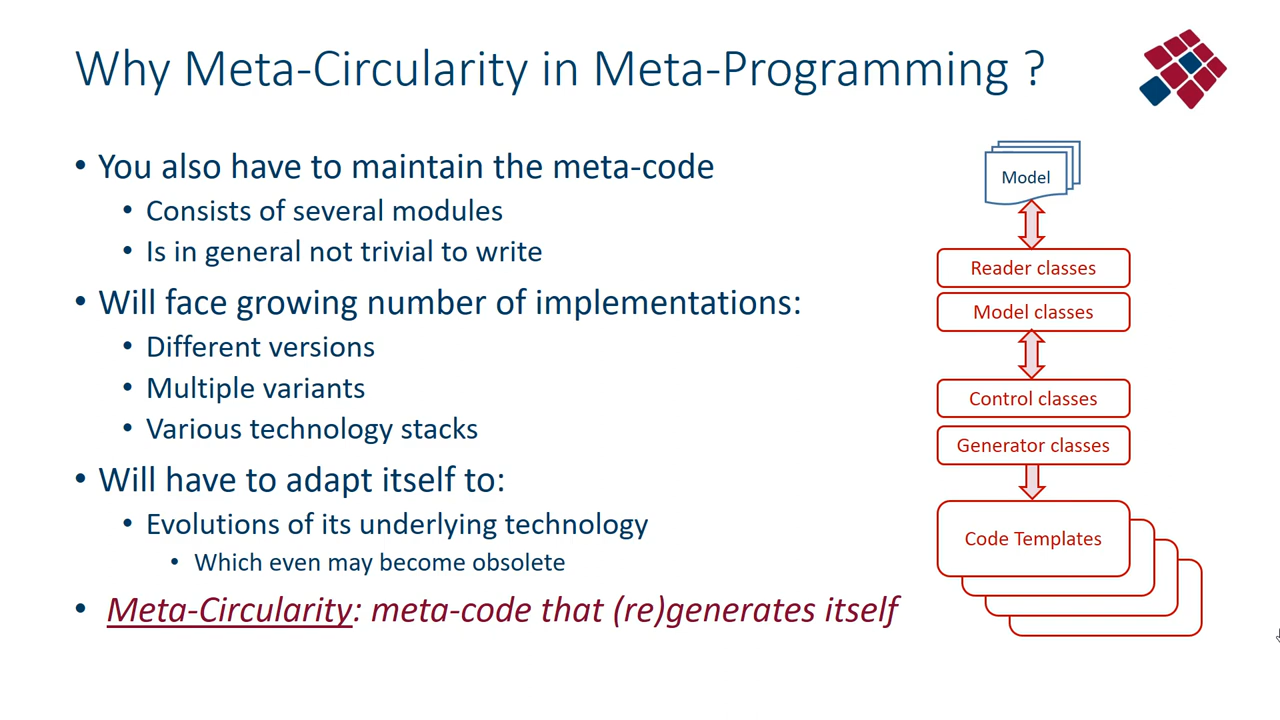 Why Meta-Circularity in Meta-Programming ?
• You also have to maintain the meta-code
• Consists of several modules
• Is in general not trivial to write
• Will face growing number of implementations:
• Different versions
• Multiple variants
• Various technology stacks
• Will have to adapt itself to:
• Evolutions of its underlying technology
• Which even may become obsolete
• Meta-Circularity: meta-code that (re)generates itself
Model
Reader classes
Model classes
Control classes
Generator classes
Code Templates